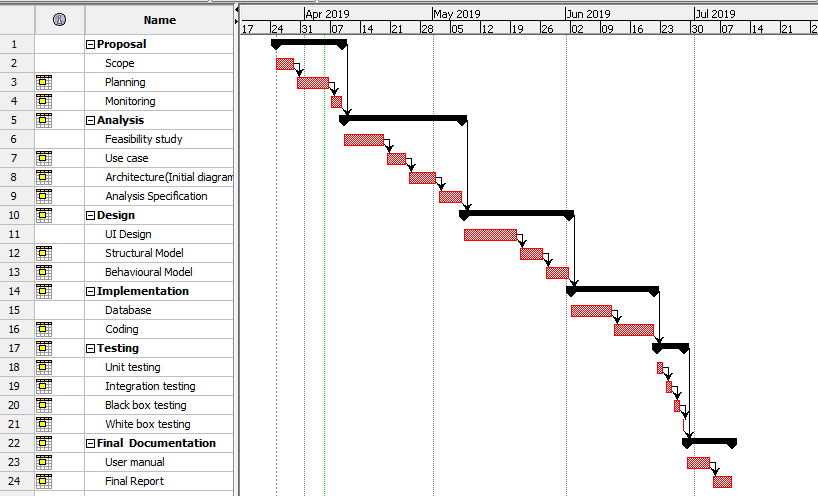 Name
Apr 2019 May 2019 Jun 2019 Jul 2019
17 24 31 07 14 21 28 05 12 19 26 02 09 16 23 30 07 14 21 2
1 Proposal
2 Scope
3 Planning
4 Monitoring
5 Analysis
6 Feasibility study
7 Use case
8 Architecture(Initial diagram
9 Analysis Specification
10 Design
11 UI Design
12 Structural Model
13 Behavioural Model
14 Implementation
15 Database
16 Coding
17 Testing
18 Unit testing
19 Integration testing
20 Black box testing
21 White box testing
22 Final Documentation
23 User manual
24 Final Report